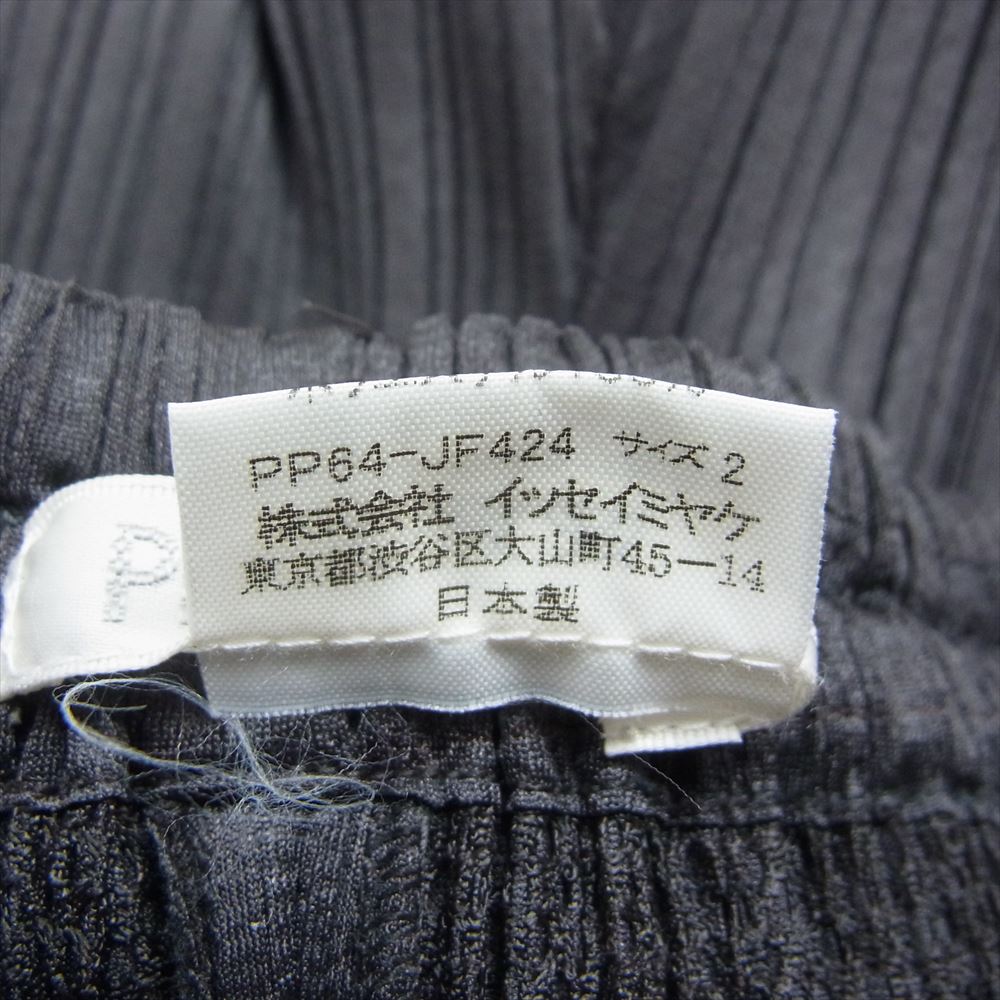 PP64-JF424 サイズ 2
株式会社 イッセイミヤケ
東京都渋谷区大山町45-14
日本製